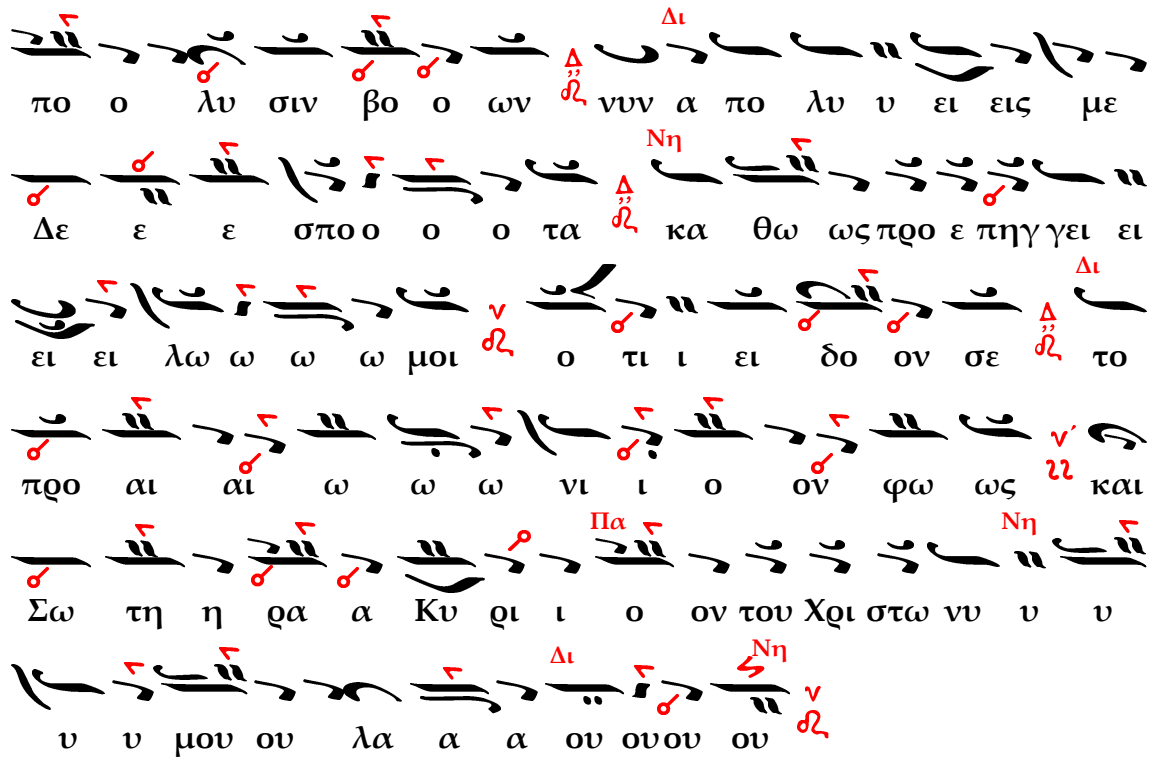 Δι
πο ο λυ σιν βο ο ων νυν α πο λυ υ ει εις με
Νη
Δε ε ε σπο ο ο ο τα κα θω ως προ ε πηγ γει ει
Δι
ει ει λω ω ω ω μοι ο τι ι ει δο ον σε το
προ αι αι ω ω ω νι ι ο ον φω ως και
Πα Νη
Σω τη η ρα α Κυ ρι ι ο ον του Χρι στω νυ υ υ
Δι Νη
υ υ μου ου λα α α ου ου ου ου